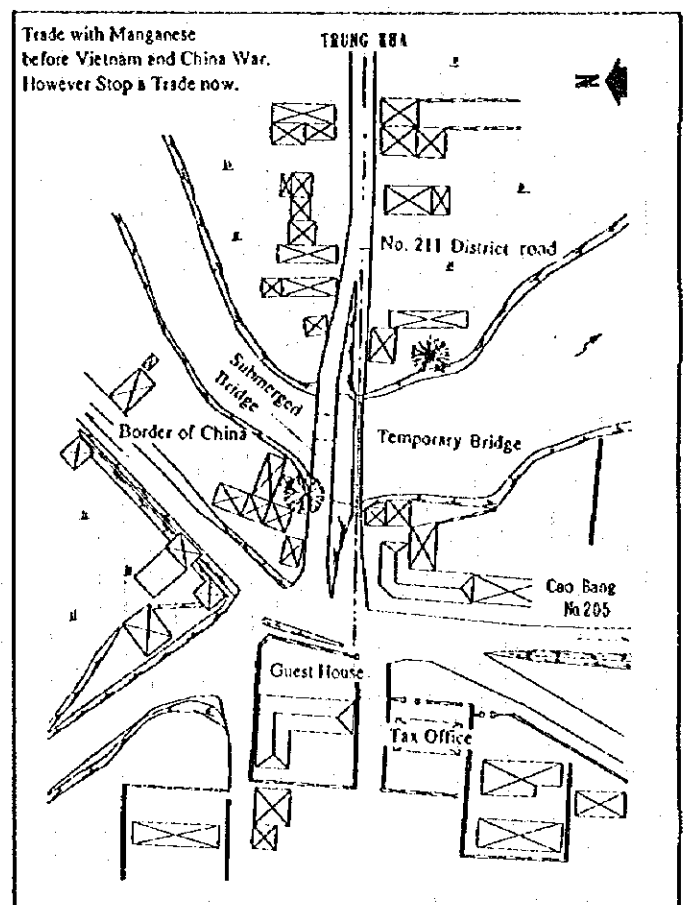 Trade with Manganese
before Vietnam and China War.
However Stop a Trade now.
TRUNG KHA
N
No. 211 District road
Submerged
Bridge
Border of China
Temporary Bridge
Cao Bang
No 205
Guest House
Tax Office